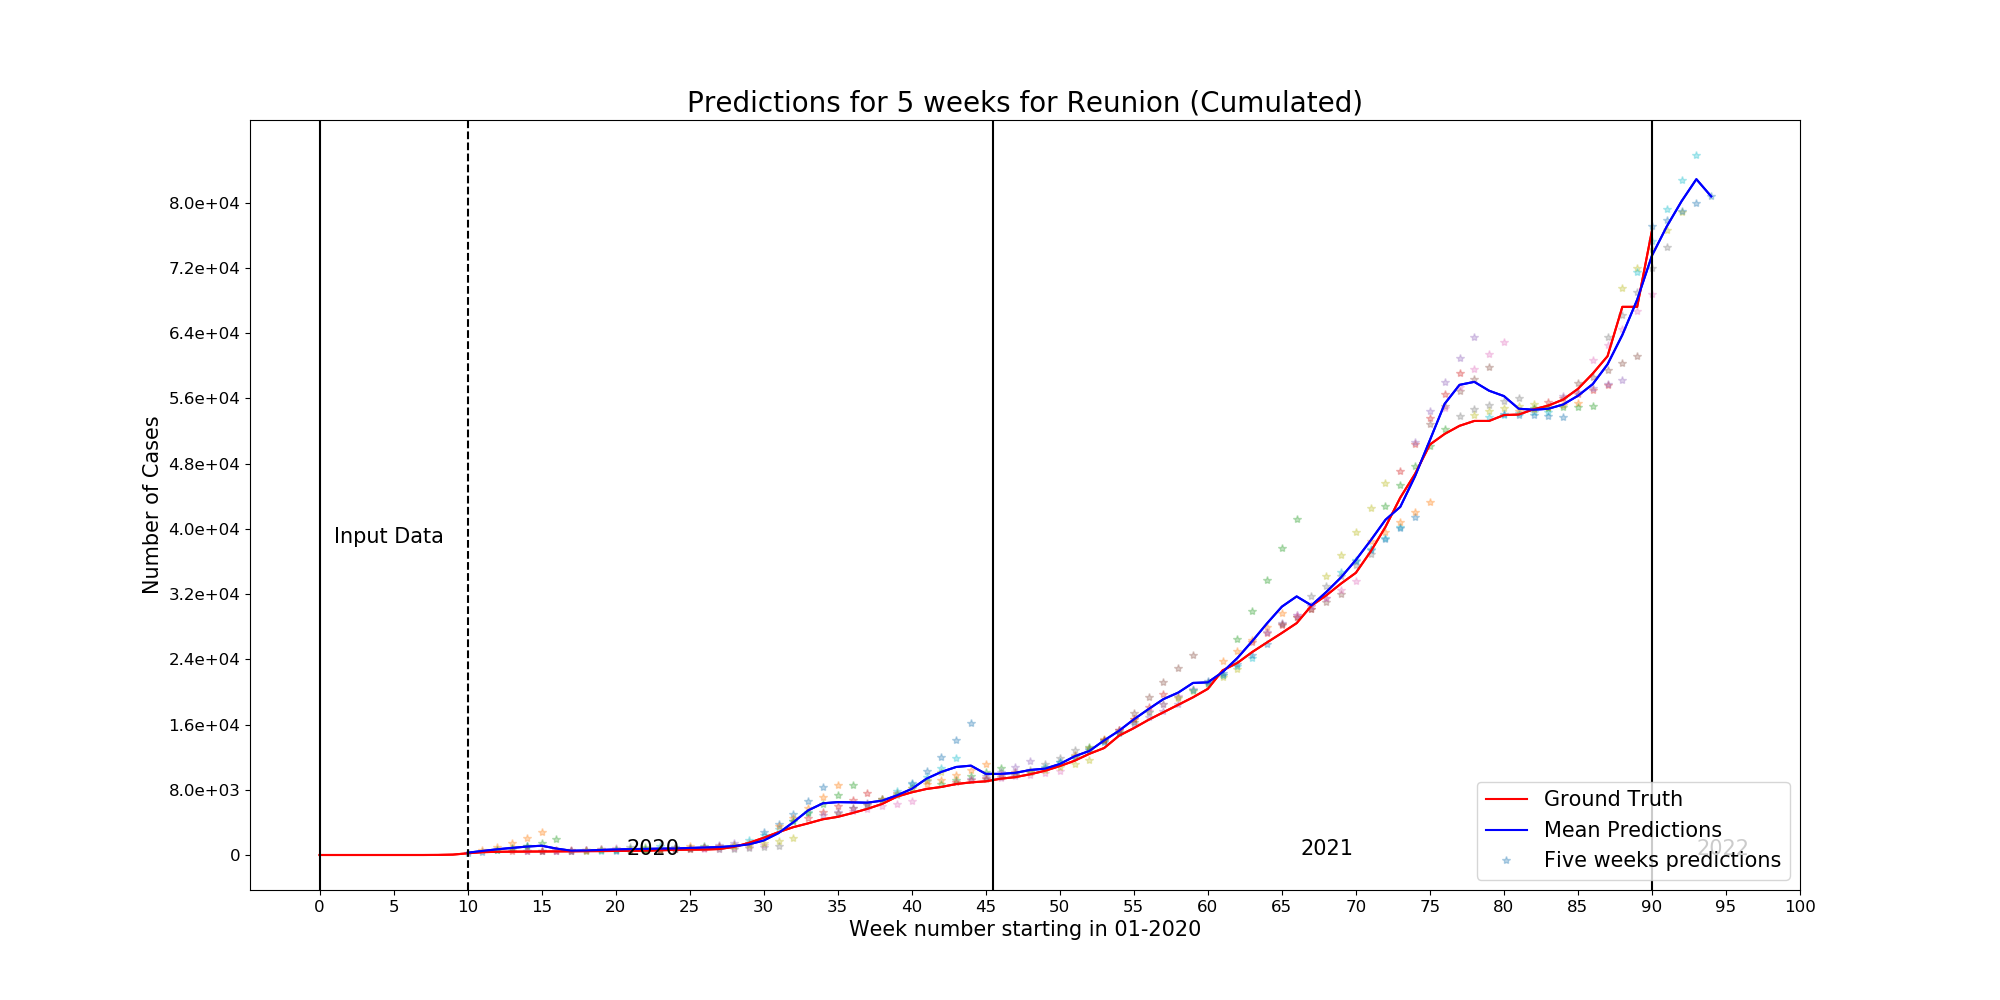 Predictions for 5 weeks for Reunion (Cumulated)
8.0e+04
7.2e+04
6.4e+04
5.6e+04
4.8e+04
4.0e+04
3.2e+04
2.4e+04
1.6e+04
8.0e+03
0
Number of Cases
Input Data
2020
2021
2022
Ground Truth
Mean Predictions
Five weeks predictions
0 5 10 15 20 25 30 35 40 45 50 55 60 65 70 75 80 85 90 95 100
Week number starting in 01-2020